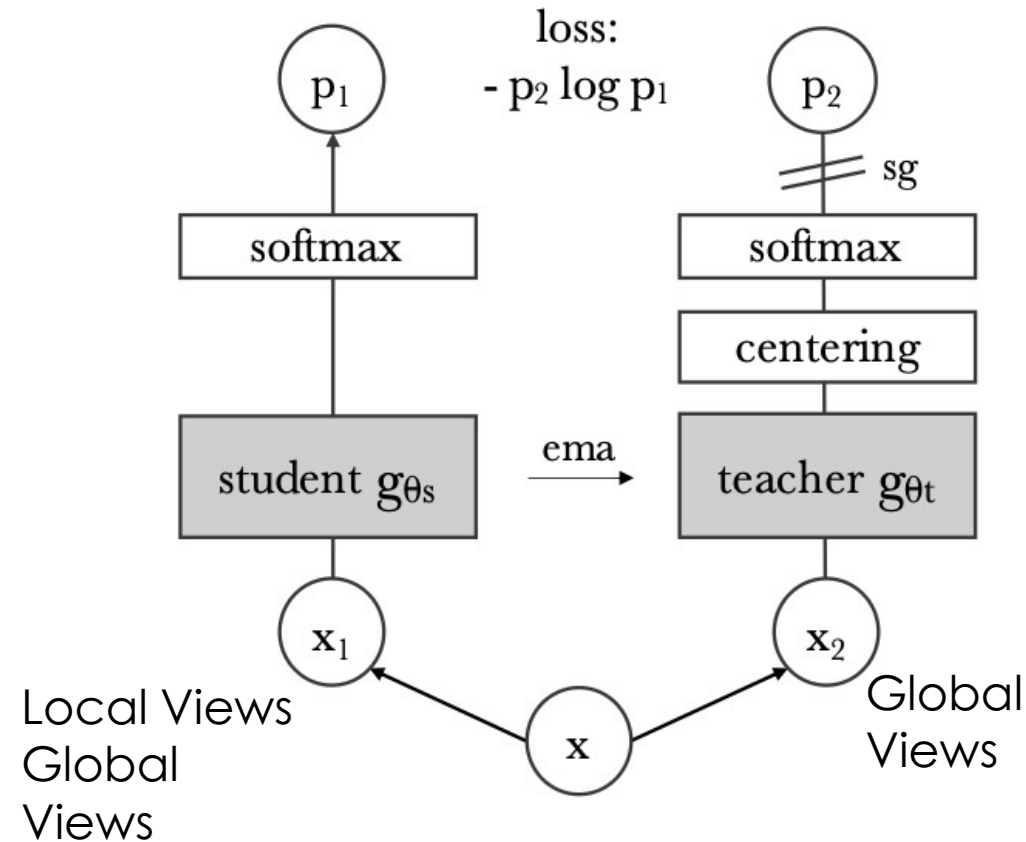 loss:
- p₂ log p₁
p₁
p₂
sg
softmax
softmax
centering
ema
student gθs
teacher gθt
x₁
x₂
Local Views
Global
Views
Global
Views
x